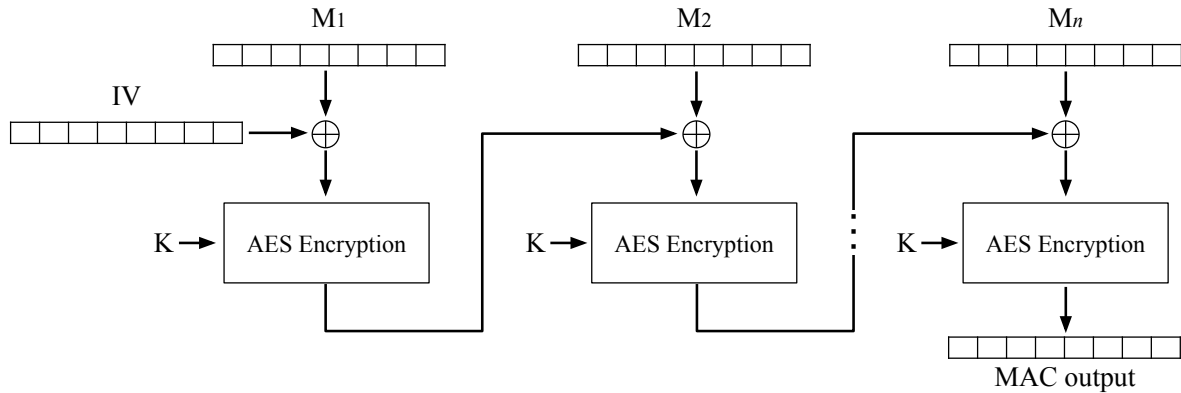 M1
M2
Mn
IV
K
AES Encryption
K
AES Encryption
K
AES Encryption
MAC output